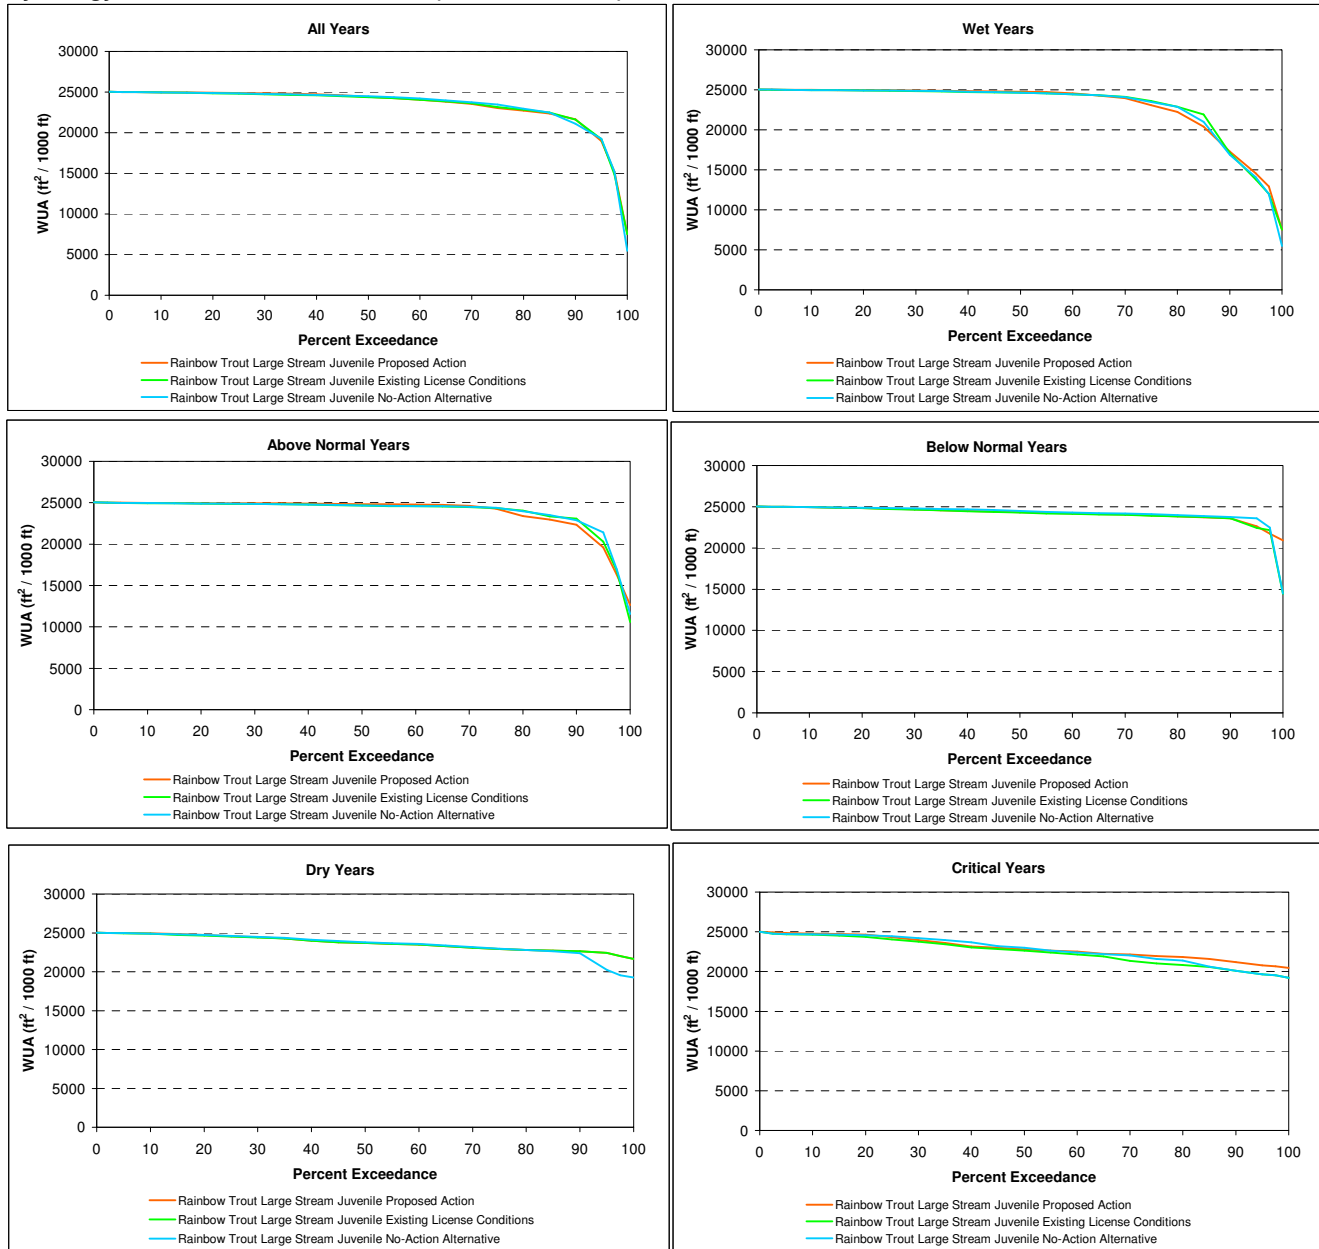 All Years
30000
25000
20000
15000
10000
5000
0
WUA (ft² / 1000 ft)
0 10 20 30 40 50 60 70 80 90 100
Percent Exceedance
Rainbow Trout Large Stream Juvenile Proposed Action
Rainbow Trout Large Stream Juvenile Existing License Conditions
Rainbow Trout Large Stream Juvenile No-Action Alternative
Wet Years
30000
25000
20000
15000
10000
5000
0
WUA (ft² / 1000 ft)
0 10 20 30 40 50 60 70 80 90 100
Percent Exceedance
Rainbow Trout Large Stream Juvenile Proposed Action
Rainbow Trout Large Stream Juvenile Existing License Conditions
Rainbow Trout Large Stream Juvenile No-Action Alternative
Above Normal Years
30000
25000
20000
15000
10000
5000
0
WUA (ft² / 1000 ft)
0 10 20 30 40 50 60 70 80 90 100
Percent Exceedance
Rainbow Trout Large Stream Juvenile Proposed Action
Rainbow Trout Large Stream Juvenile Existing License Conditions
Rainbow Trout Large Stream Juvenile No-Action Alternative
Below Normal Years
30000
25000
20000
15000
10000
5000
0
WUA (ft² / 1000 ft)
0 10 20 30 40 50 60 70 80 90 100
Percent Exceedance
Rainbow Trout Large Stream Juvenile Proposed Action
Rainbow Trout Large Stream Juvenile Existing License Conditions
Rainbow Trout Large Stream Juvenile No-Action Alternative
Dry Years
30000
25000
20000
15000
10000
5000
0
WUA (ft² / 1000 ft)
0 10 20 30 40 50 60 70 80 90 100
Percent Exceedance
Rainbow Trout Large Stream Juvenile Proposed Action
Rainbow Trout Large Stream Juvenile Existing License Conditions
Rainbow Trout Large Stream Juvenile No-Action Alternative
Critical Years
30000
25000
20000
15000
10000
5000
0
WUA (ft² / 1000 ft)
0 10 20 30 40 50 60 70 80 90 100
Percent Exceedance
Rainbow Trout Large Stream Juvenile Proposed Action
Rainbow Trout Large Stream Juvenile Existing License Conditions
Rainbow Trout Large Stream Juvenile No-Action Alternative